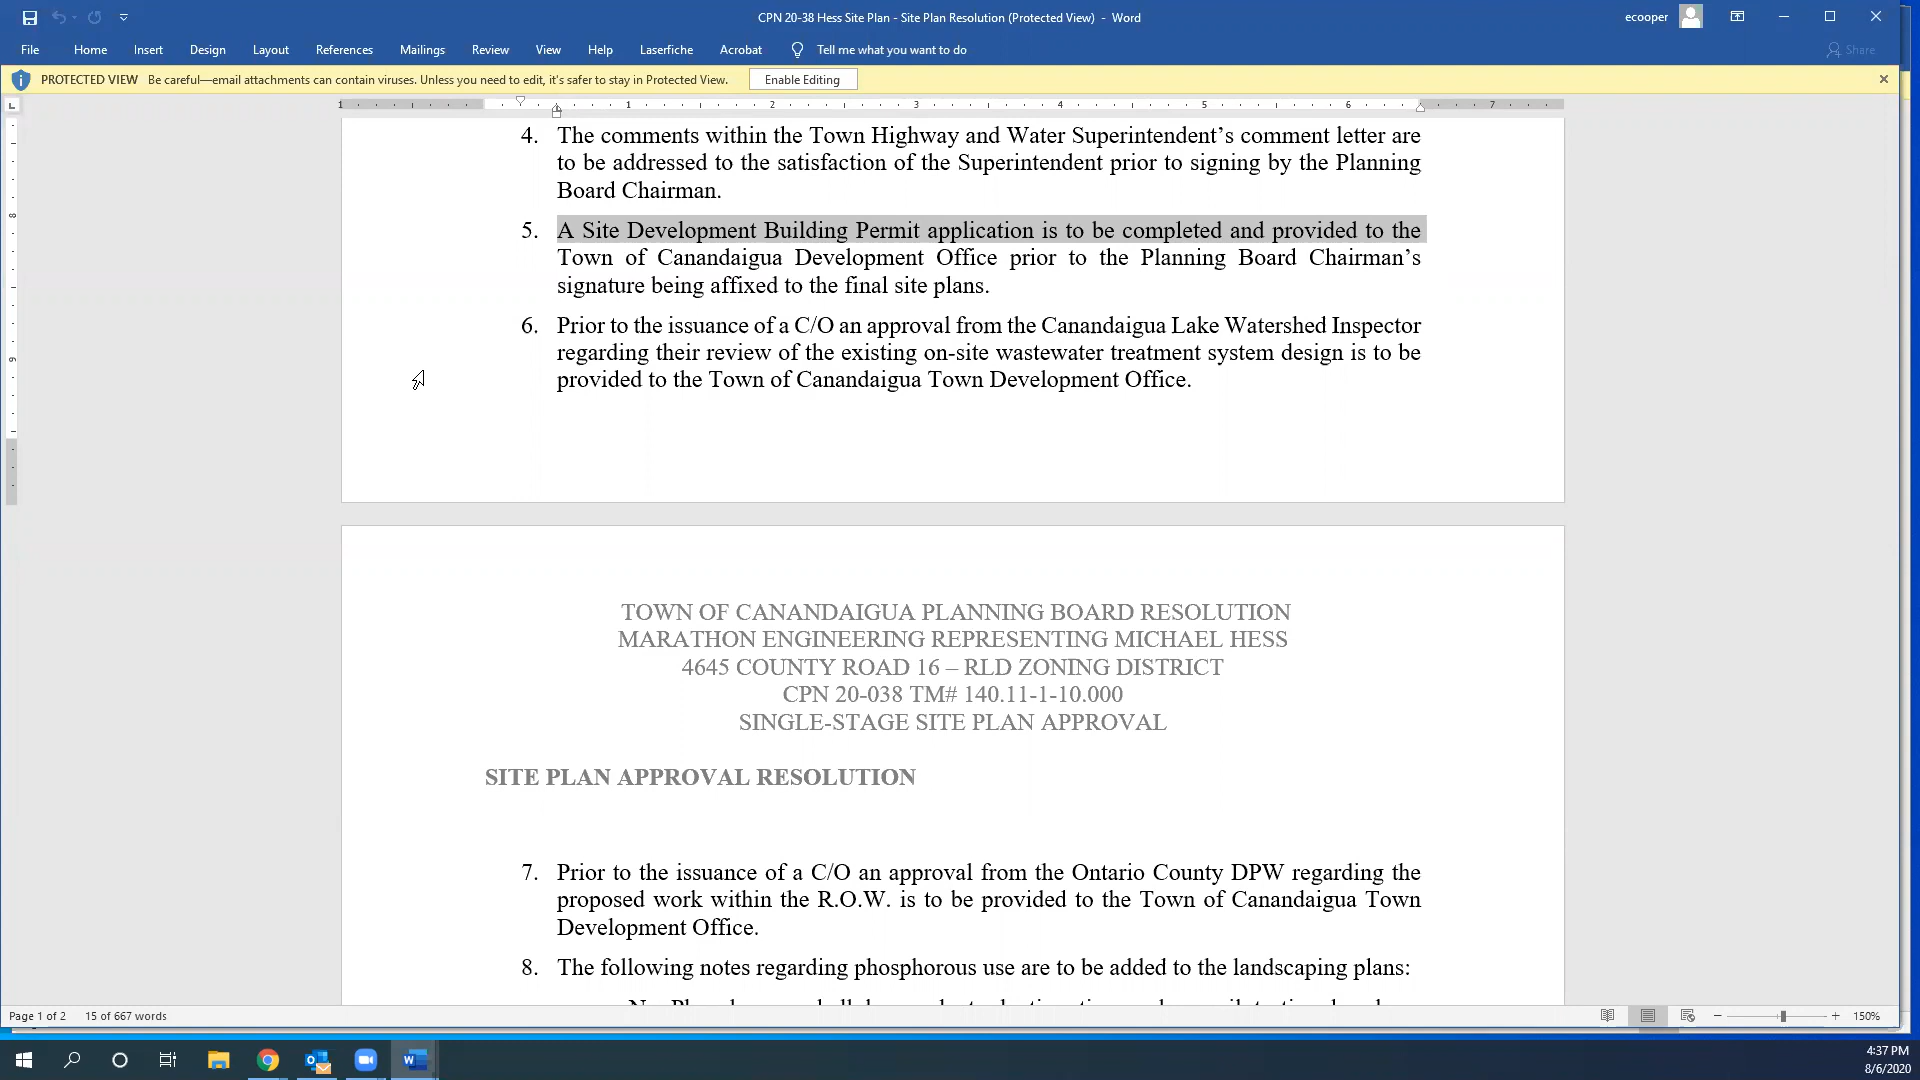 CPN 20-38 Hess Site Plan - Site Plan Resolution (Protected View) - Word
ecooper
File Home Insert Design Layout References Mailings Review View Help Laserfiche Acrobat Tell me what you want to do Share
PROTECTED VIEW Be careful—email attachments can contain viruses. Unless you need to edit, it's safer to stay in Protected View. Enable Editing
1 1 2 3 4 5 6 7
8
9
4. The comments within the Town Highway and Water Superintendent’s comment letter are
to be addressed to the satisfaction of the Superintendent prior to signing by the Planning
Board Chairman.
5. A Site Development Building Permit application is to be completed and provided to the
Town of Canandaigua Development Office prior to the Planning Board Chairman’s
signature being affixed to the final site plans.
6. Prior to the issuance of a C/O an approval from the Canandaigua Lake Watershed Inspector
regarding their review of the existing on-site wastewater treatment system design is to be
provided to the Town of Canandaigua Town Development Office.
TOWN OF CANANDAIGUA PLANNING BOARD RESOLUTION
MARATHON ENGINEERING REPRESENTING MICHAEL HESS
4645 COUNTY ROAD 16 – RLD ZONING DISTRICT
CPN 20-038 TM# 140.11-1-10.000
SINGLE-STAGE SITE PLAN APPROVAL
SITE PLAN APPROVAL RESOLUTION
7. Prior to the issuance of a C/O an approval from the Ontario County DPW regarding the
proposed work within the R.O.W. is to be provided to the Town of Canandaigua Town
Development Office.
8. The following notes regarding phosphorous use are to be added to the landscaping plans:
Page 1 of 2 15 of 667 words 150%
4:37 PM
8/6/2020